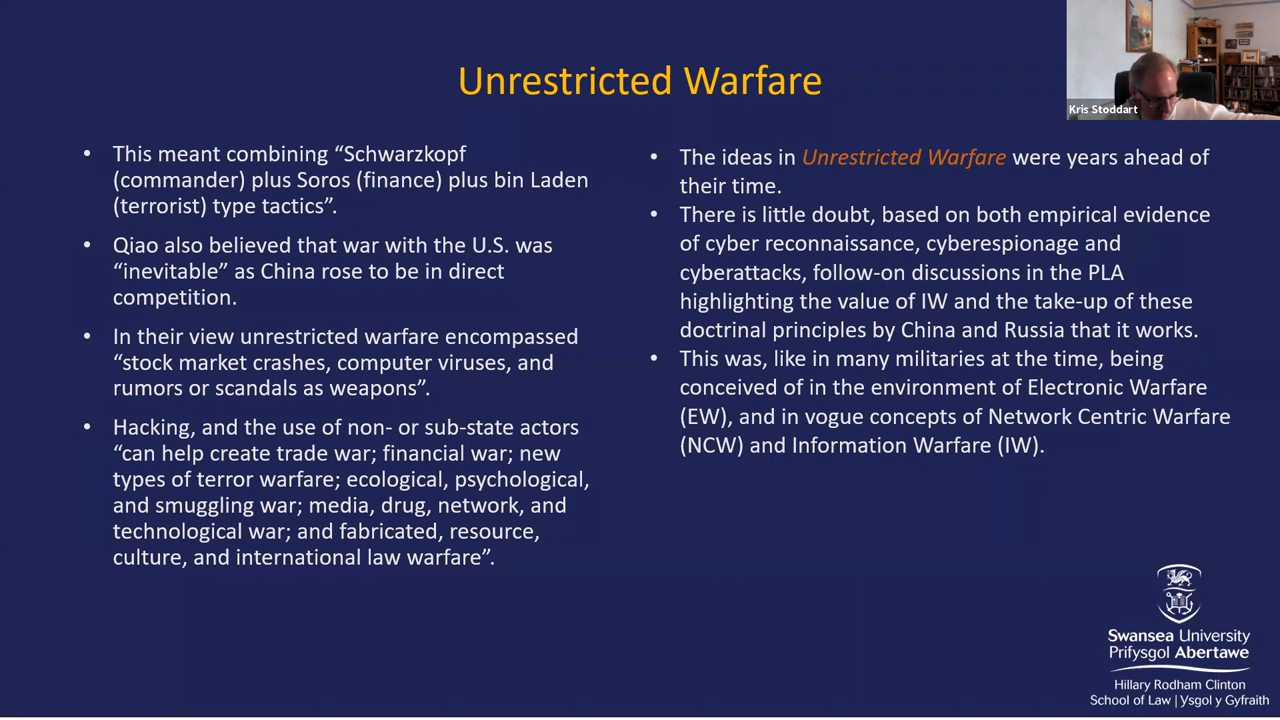 Unrestricted Warfare
Kris Stoddart
• This meant combining “Schwarzkopf
(commander) plus Soros (finance) plus bin Laden
(terrorist) type tactics”.
• Qiao also believed that war with the U.S. was
“inevitable” as China rose to be in direct
competition.
• In their view unrestricted warfare encompassed
“stock market crashes, computer viruses, and
rumors or scandals as weapons”.
• Hacking, and the use of non- or sub-state actors
“can help create trade war; financial war; new
types of terror warfare; ecological, psychological,
and smuggling war; media, drug, network, and
technological war; and fabricated, resource,
culture, and international law warfare”.
• The ideas in Unrestricted Warfare were years ahead of
their time.
• There is little doubt, based on both empirical evidence
of cyber reconnaissance, cyberespionage and
cyberattacks, follow-on discussions in the PLA
highlighting the value of IW and the take-up of these
doctrinal principles by China and Russia that it works.
• This was, like in many militaries at the time, being
conceived of in the environment of Electronic Warfare
(EW), and in vogue concepts of Network Centric Warfare
(NCW) and Information Warfare (IW).
Swansea University
Prifysgol Abertawe
Hillary Rodham Clinton
School of Law | Ysgol y Gyfraith